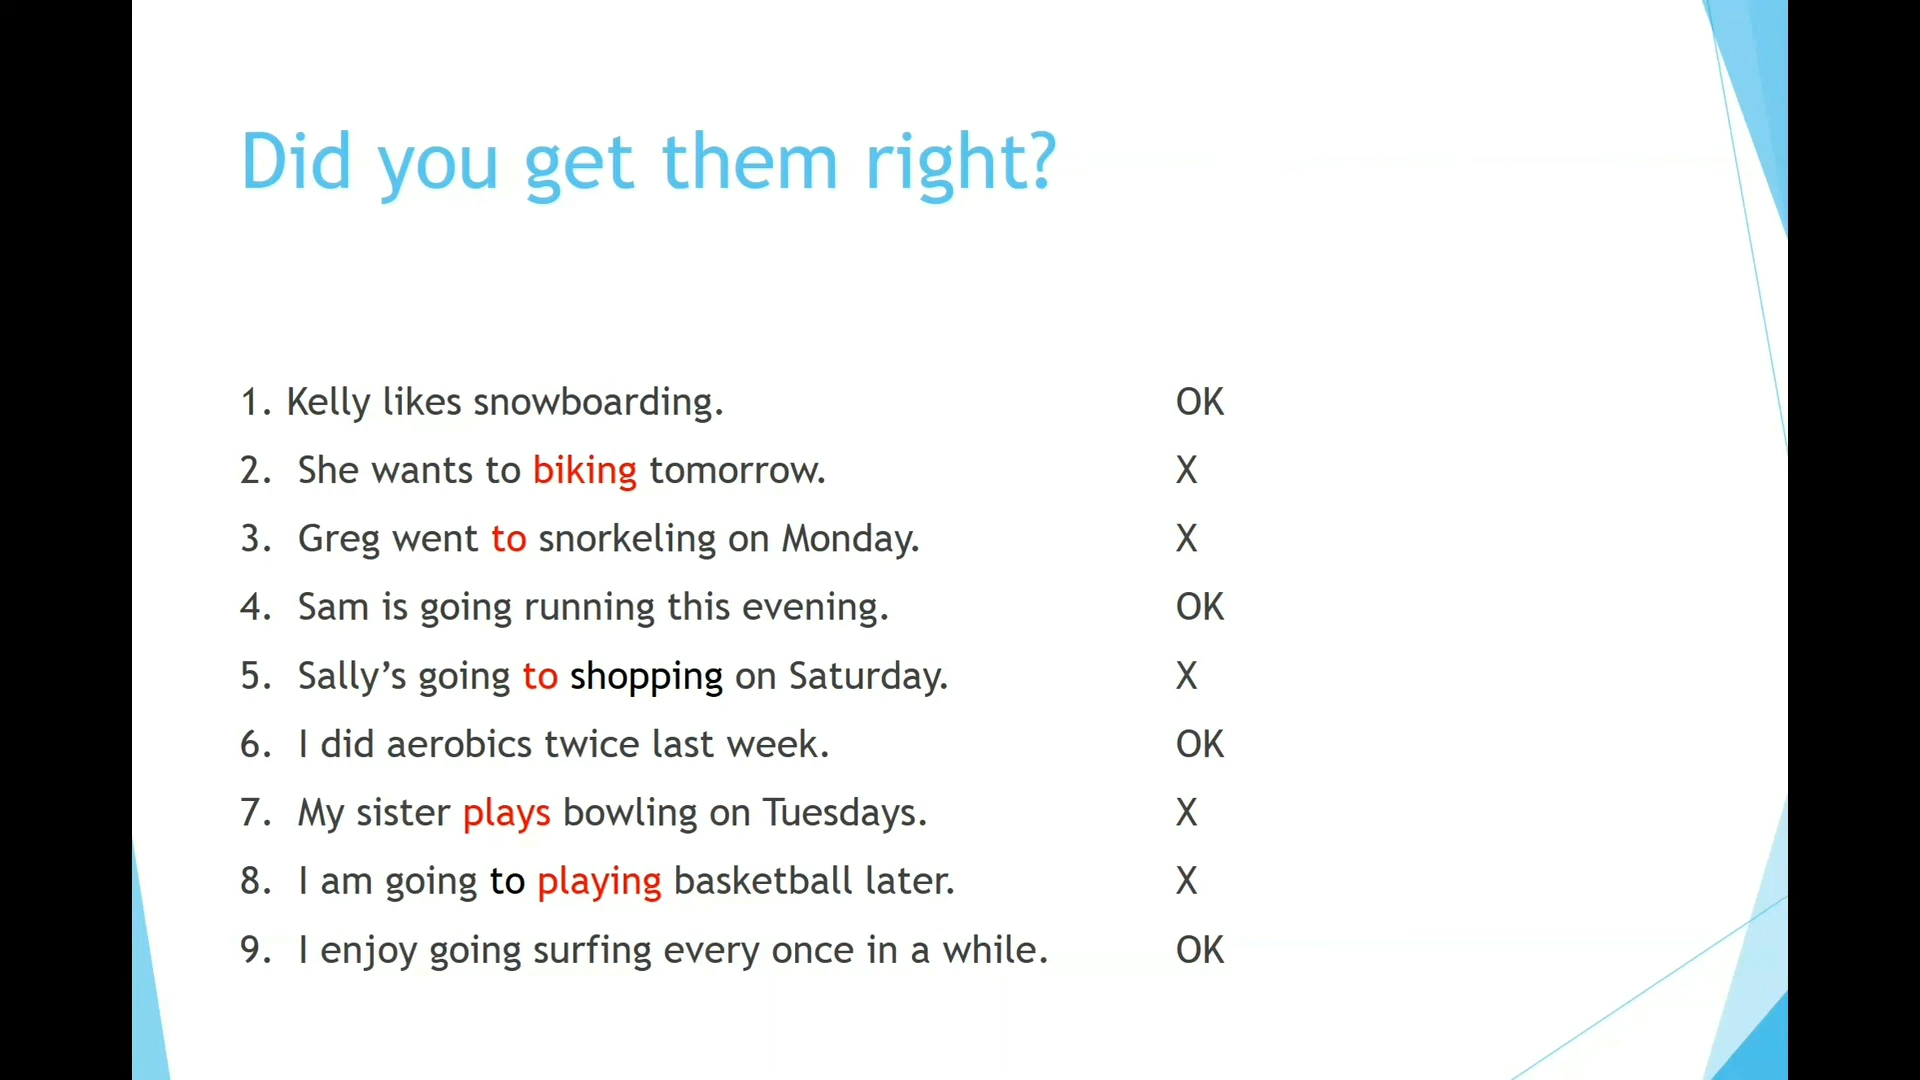 Did you get them right?
1. Kelly likes snowboarding. OK
2. She wants to biking tomorrow. X
3. Greg went to snorkeling on Monday. X
4. Sam is going running this evening. OK
5. Sally’s going to shopping on Saturday. X
6. I did aerobics twice last week. OK
7. My sister plays bowling on Tuesdays. X
8. I am going to playing basketball later. X
9. I enjoy going surfing every once in a while. OK